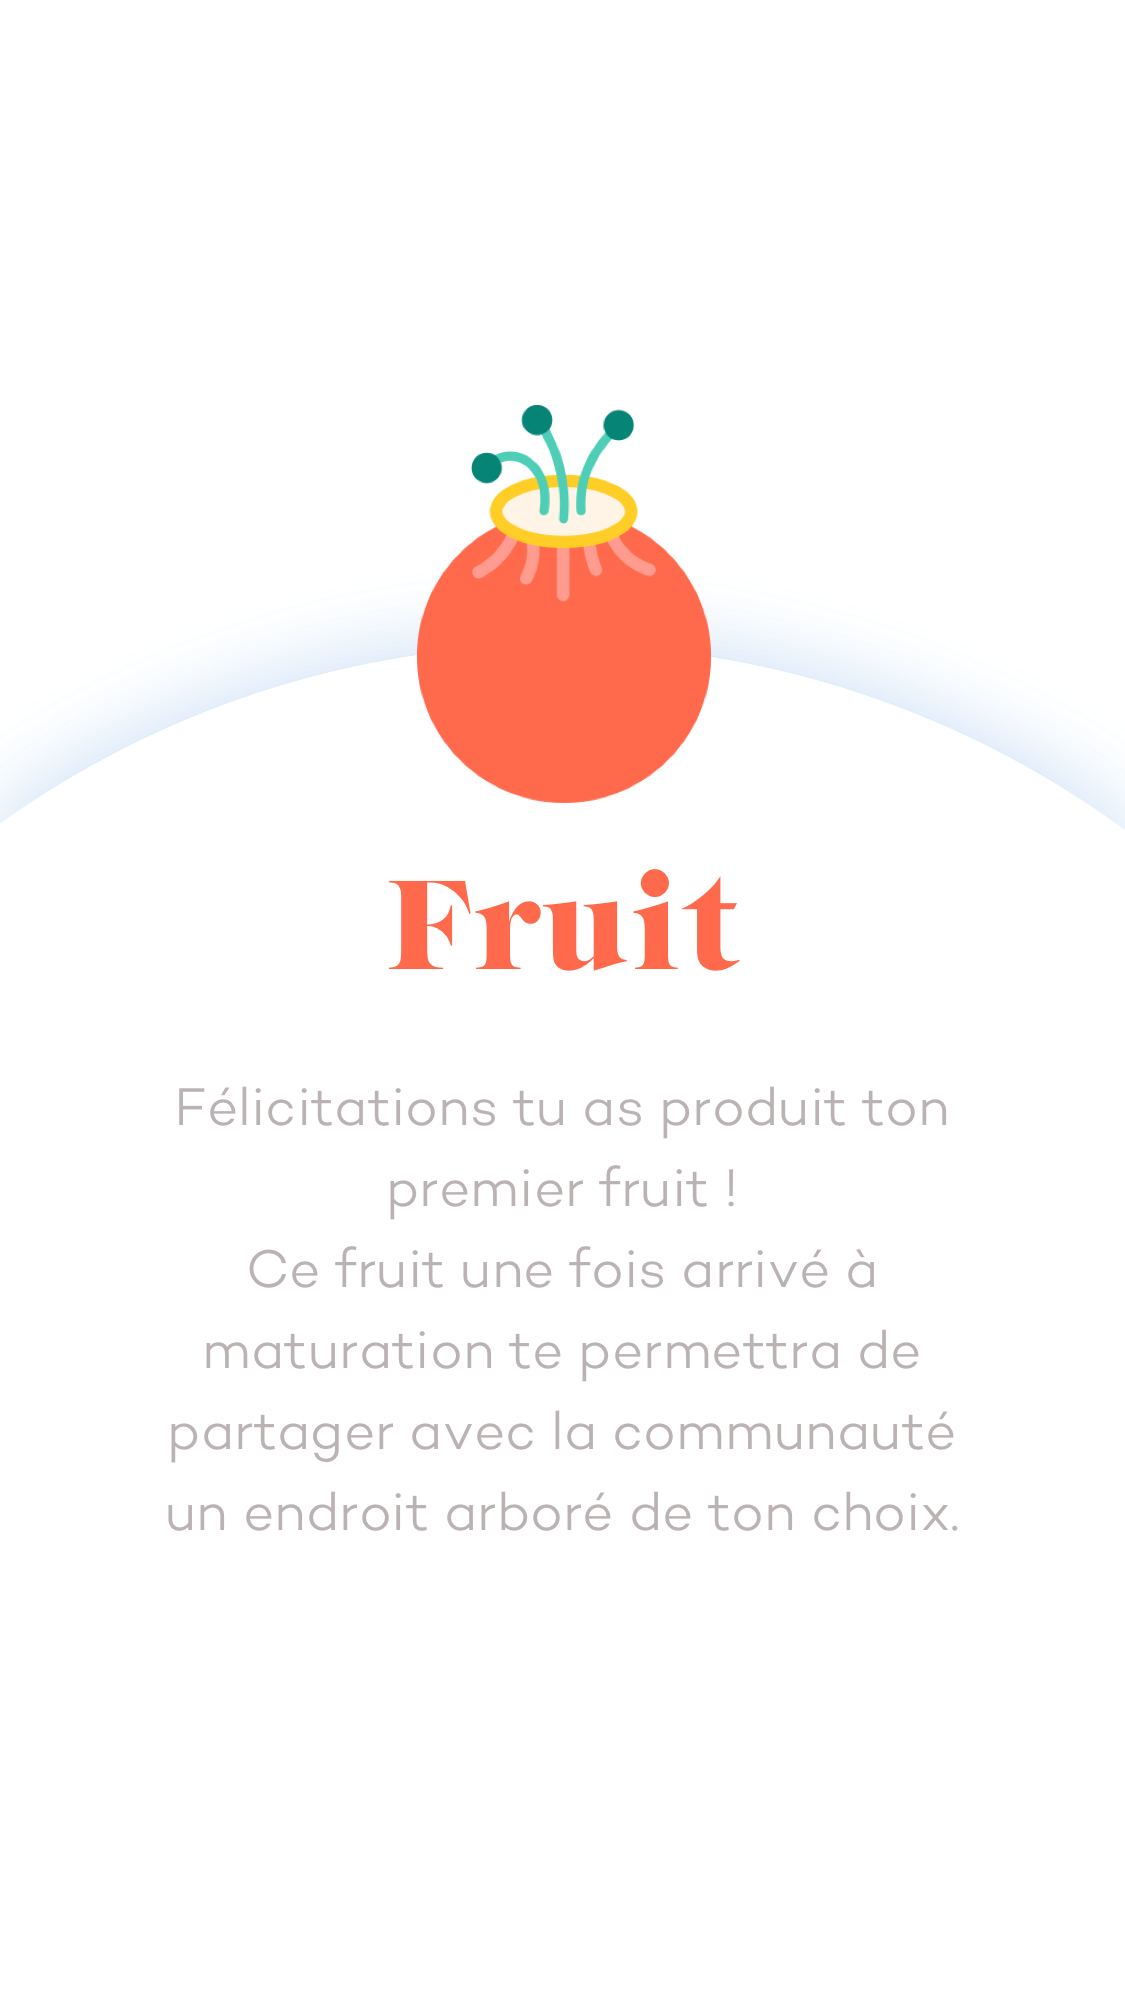 Fruit
Félicitations tu as produit ton
premier fruit !
Ce fruit une fois arrivé à
maturation te permettra de
partager avec la communauté
un endroit arboré de ton choix.